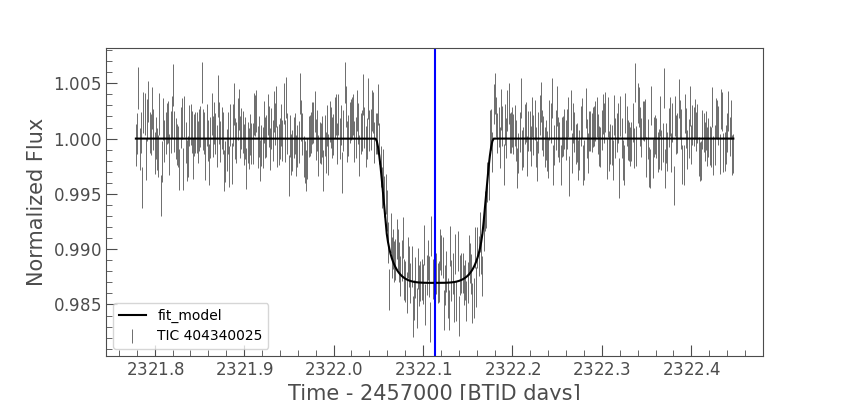 Normalized Flux
1.005
1.000
0.995
0.990
0.985
fit_model
TIC 404340025
2321.8 2321.9 2322.0 2322.1 2322.2 2322.3 2322.4
Time - 2457000 [BTJD days]